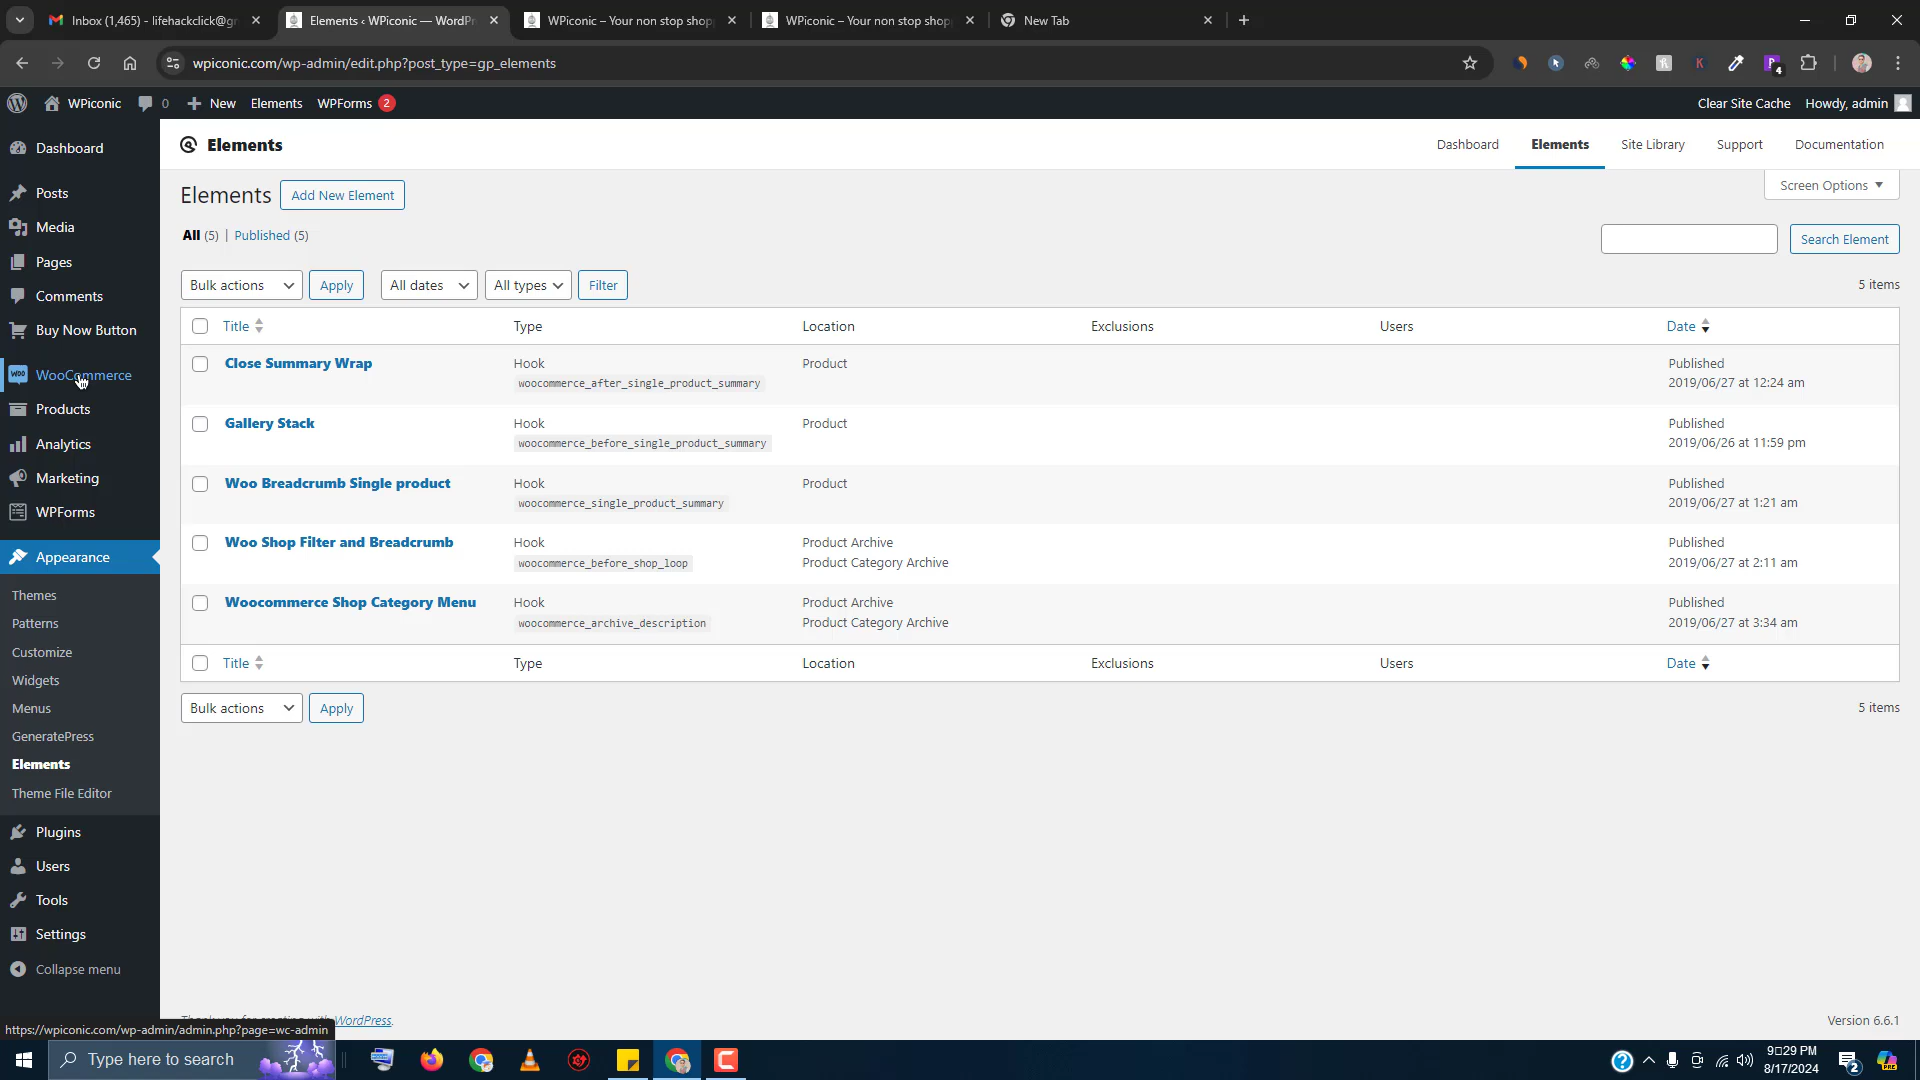 Inbox (1,465) - lifehackclick@gr
Elements ‹ WPiconic — WordPr
WPiconic – Your non stop shop
WPiconic – Your non stop shop
New Tab
wpiconic.com/wp-admin/edit.php?post_type=gp_elements
4
WPiconic
0
New
Elements
WPForms 2
Clear Site Cache
Howdy, admin
Dashboard
Posts
Media
Pages
Comments
Buy Now Button
WooCommerce
Products
Analytics
Marketing
WPForms
Appearance
Themes
Patterns
Customize
Widgets
Menus
GeneratePress
Elements
Theme File Editor
Plugins
Users
Tools
Settings
Collapse menu
Elements
Dashboard
Elements
Site Library
Support
Documentation
Elements
Add New Element
Screen Options
All (5) | Published (5)
Search Element
Bulk actions
Apply
All dates
All types
Filter
5 items
Title Type Location Exclusions Users Date
Close Summary Wrap Hook Product Published
woocommerce_after_single_product_summary 2019/06/27 at 12:24 am
Gallery Stack Hook Product Published
woocommerce_before_single_product_summary 2019/06/26 at 11:59 pm
Woo Breadcrumb Single product Hook Product Published
woocommerce_single_product_summary 2019/06/27 at 1:21 am
Woo Shop Filter and Breadcrumb Hook Product Archive Published
woocommerce_before_shop_loop Product Category Archive 2019/06/27 at 2:11 am
Woocommerce Shop Category Menu Hook Product Archive Published
woocommerce_archive_description Product Category Archive 2019/06/27 at 3:34 am
Title Type Location Exclusions Users Date
Bulk actions
Apply
5 items
WordPress.
Version 6.6.1
https://wpiconic.com/wp-admin/admin.php?page=wc-admin
Type here to search
9:29 PM
8/17/2024
2